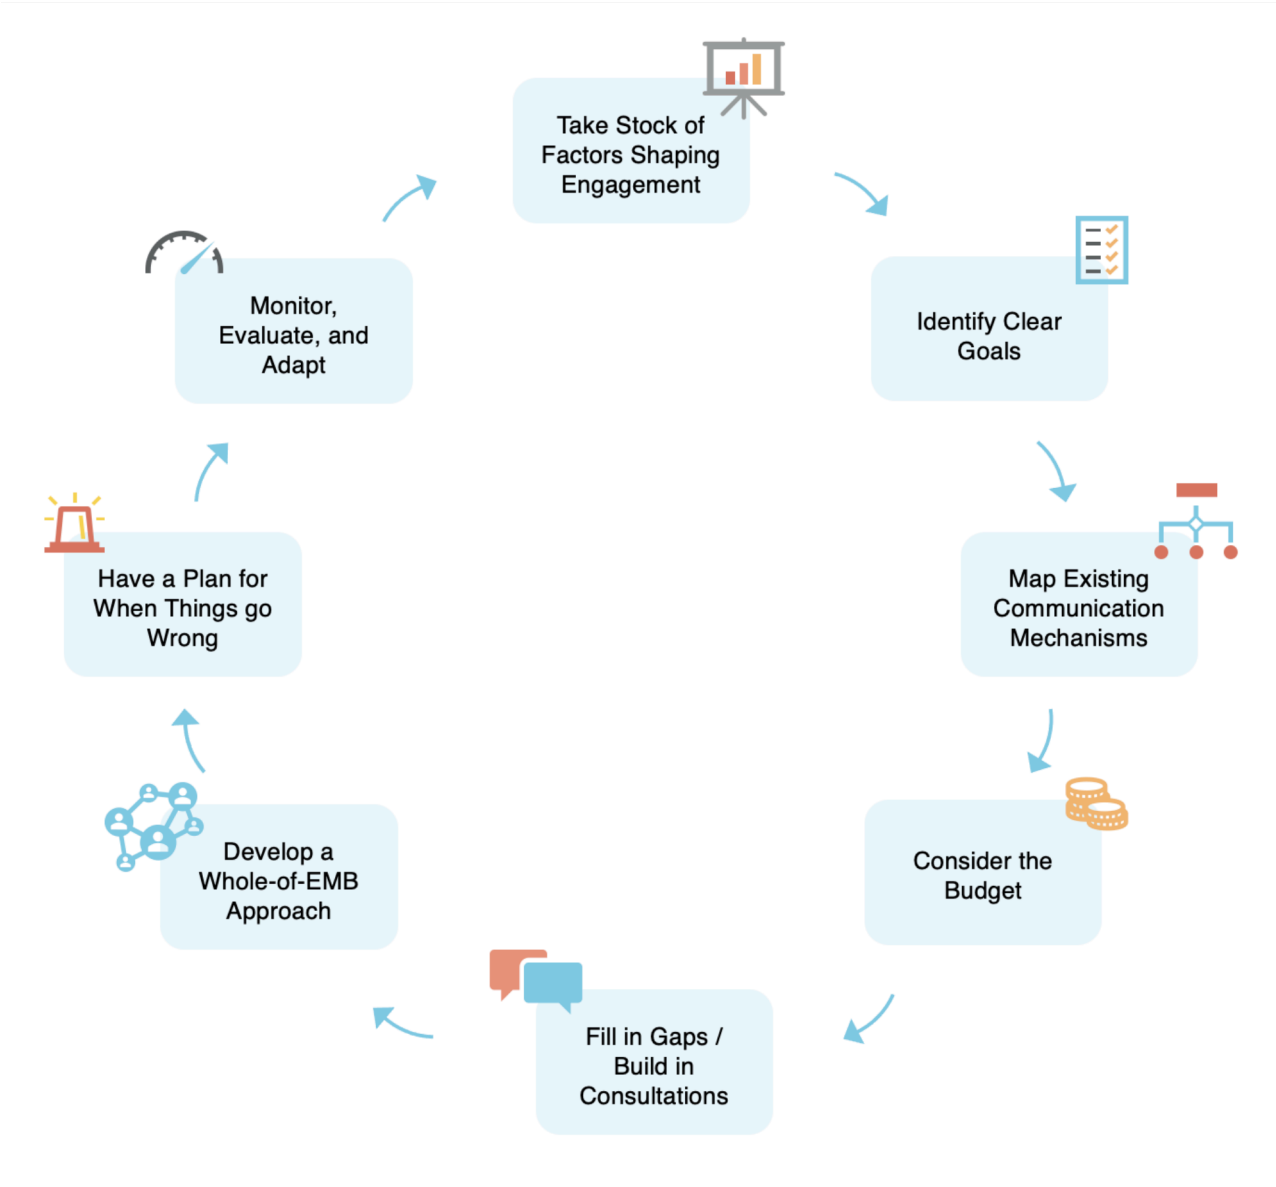 Take Stock of
Factors Shaping
Engagement
Identify Clear
Goals
Map Existing
Communication
Mechanisms
Consider the
Budget
Fill in Gaps /
Build in
Consultations
Develop a
Whole-of-EMB
Approach
Have a Plan for
When Things go
Wrong
Monitor,
Evaluate, and
Adapt